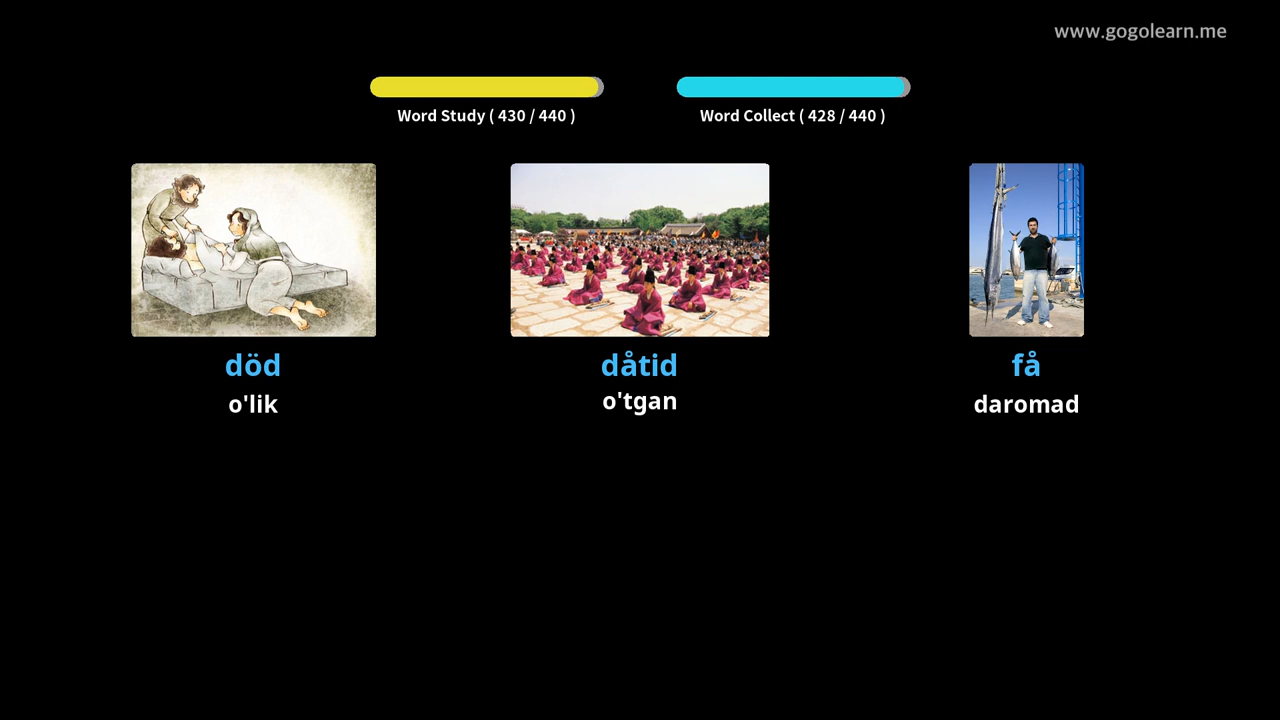 www.gogolearn.me
Word Study ( 430 / 440 )
Word Collect ( 428 / 440 )
död
dåtid
få
o'lik
o'tgan
daromad